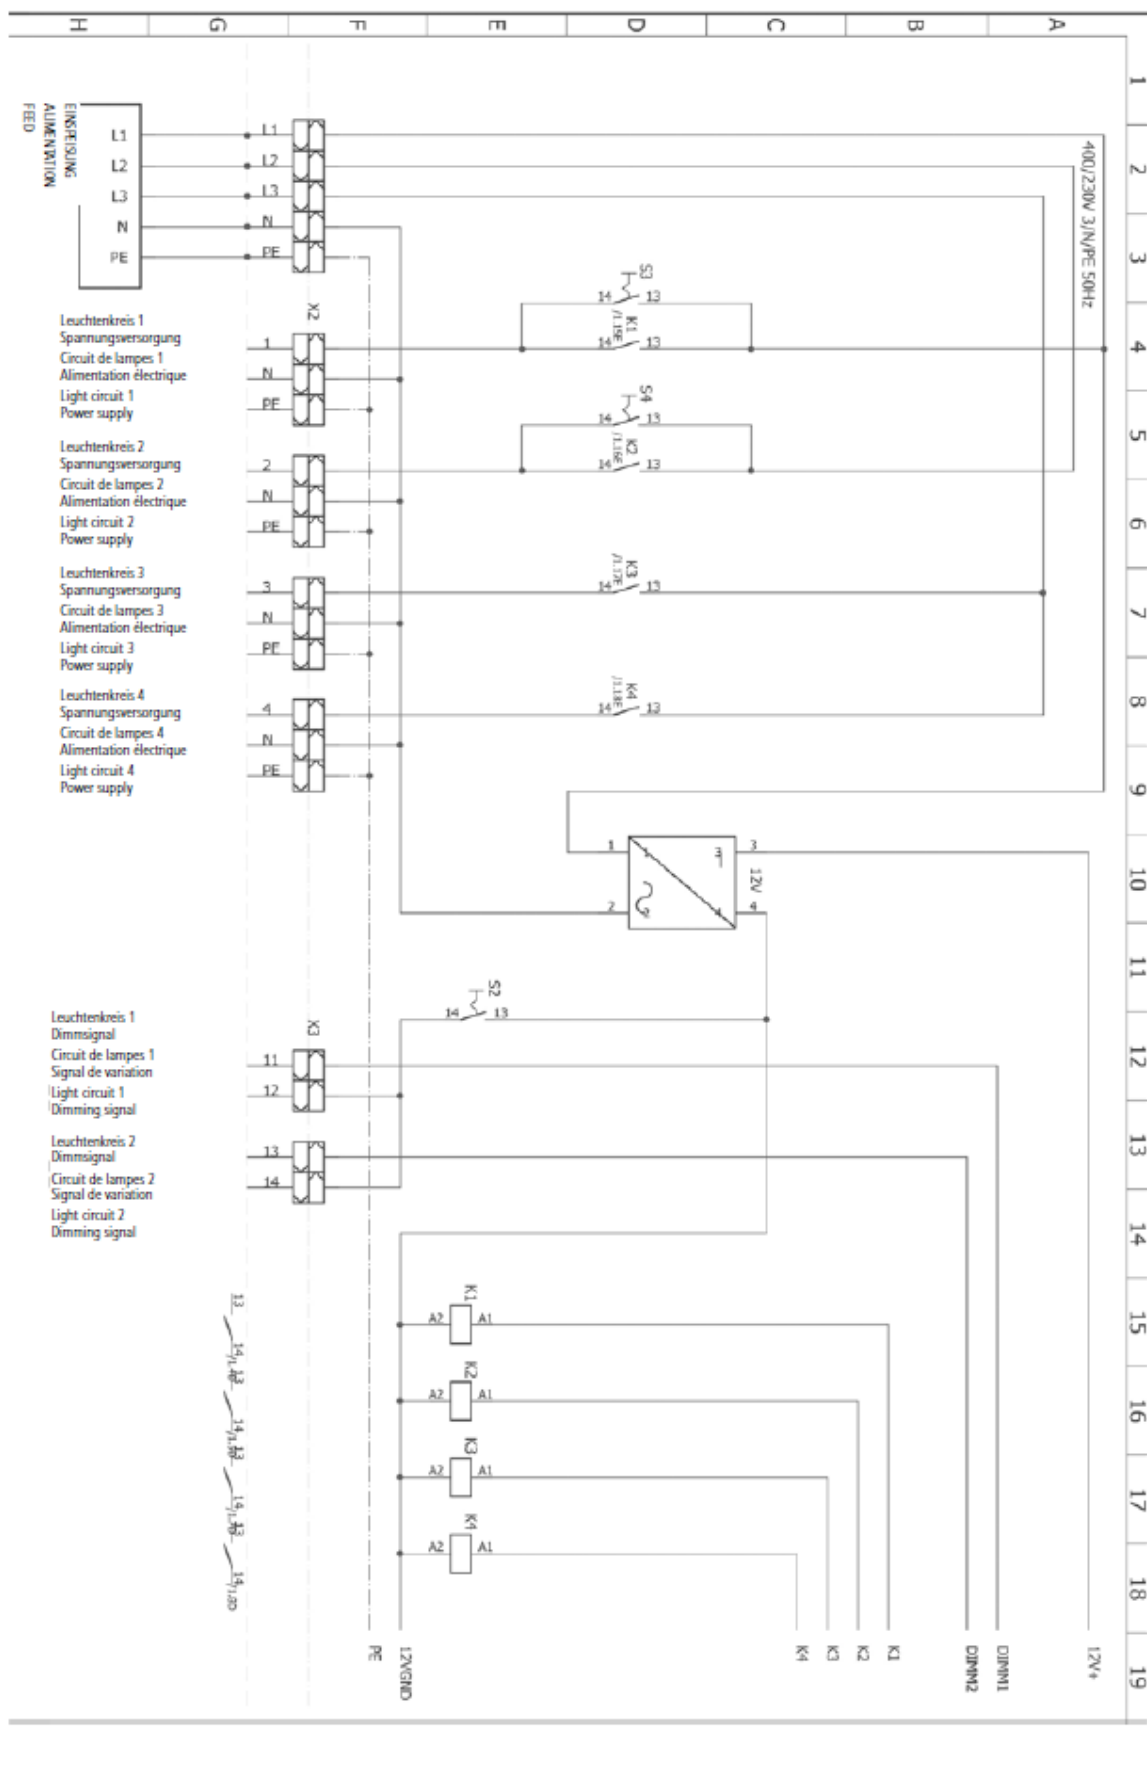 H G F E D C B A
1
2
3
4
5
6
7
8
9
10
11
12
13
14
15
16
17
18
19
EINSPEISUNG
ALIMENTATION
FEED
L1
L2
L3
N
PE
L1
L2
L3
N
PE
400/230V 3/N/PE 50Hz
X2
Leuchtenkreis 1
Spannungsversorgung
Circuit de lampes 1
Alimentation électrique
Light circuit 1
Power supply
1
N
PE
S3
14 13
K1
/1.15E
14 13
Leuchtenkreis 2
Spannungsversorgung
Circuit de lampes 2
Alimentation électrique
Light circuit 2
Power supply
2
N
PE
S4
14 13
K2
/1.16E
14 13
Leuchtenkreis 3
Spannungsversorgung
Circuit de lampes 3
Alimentation électrique
Light circuit 3
Power supply
3
N
PE
K3
/1.17E
14 13
Leuchtenkreis 4
Spannungsversorgung
Circuit de lampes 4
Alimentation électrique
Light circuit 4
Power supply
4
N
PE
K4
/1.18E
14 13
1 3
12V
2 4
S2
14 13
X3
Leuchtenkreis 1
Dimmsignal
Circuit de lampes 1
Signal de variation
Light circuit 1
Dimming signal
11
12
Leuchtenkreis 2
Dimmsignal
Circuit de lampes 2
Signal de variation
Light circuit 2
Dimming signal
13
14
K1
A2 A1
K2
A2 A1
K3
A2 A1
K4
A2 A1
13
14
13
14
13
14
13
14
PE
12VGND
K4
K3
K2
K1
DIMM2
DIMM1
12V+